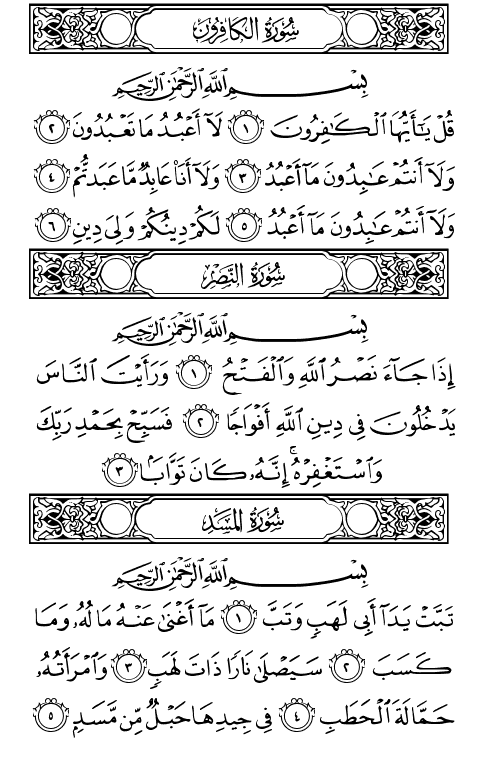 سُورَةُ الكَافِرُونَ
بِسْمِ ٱللَّهِ ٱلرَّحْمَٰنِ ٱلرَّحِيمِ
قُلْ يَٰٓأَيُّهَا ٱلْكَٰفِرُونَ ١ لَآ أَعْبُدُ مَا تَعْبُدُونَ ٢
وَلَآ أَنتُمْ عَٰبِدُونَ مَآ أَعْبُدُ ٣ وَلَآ أَنَا۠ عَابِدٌ مَّا عَبَدتُّمْ ٤
وَلَآ أَنتُمْ عَٰبِدُونَ مَآ أَعْبُدُ ٥ لَكُمْ دِينُكُمْ وَلِىَ دِينِ ٦
سُورَةُ النَّصْرِ
بِسْمِ ٱللَّهِ ٱلرَّحْمَٰنِ ٱلرَّحِيمِ
إِذَا جَآءَ نَصْرُ ٱللَّهِ وَٱلْفَتْحُ ١ وَرَأَيْتَ ٱلنَّاسَ
يَدْخُلُونَ فِى دِينِ ٱللَّهِ أَفْوَاجًا ٢ فَسَبِّحْ بِحَمْدِ رَبِّكَ
وَٱسْتَغْفِرْهُ ۚ إِنَّهُۥ كَانَ تَوَّابَۢا ٣
سُورَةُ المَسَدِ
بِسْمِ ٱللَّهِ ٱلرَّحْمَٰنِ ٱلرَّحِيمِ
تَبَّتْ يَدَآ أَبِى لَهَبٍ وَتَبَّ ١ مَآ أَغْنَىٰ عَنْهُ مَالُهُۥ وَمَا
كَسَبَ ٢ سَيَصْلَىٰ نَارًا ذَاتَ لَهَبٍ ٣ وَٱمْرَأَتُهُۥ
حَمَّالَةَ ٱلْحَطَبِ ٤ فِى جِيدِهَا حَبْلٌ مِّن مَّسَدٍۭ ٥